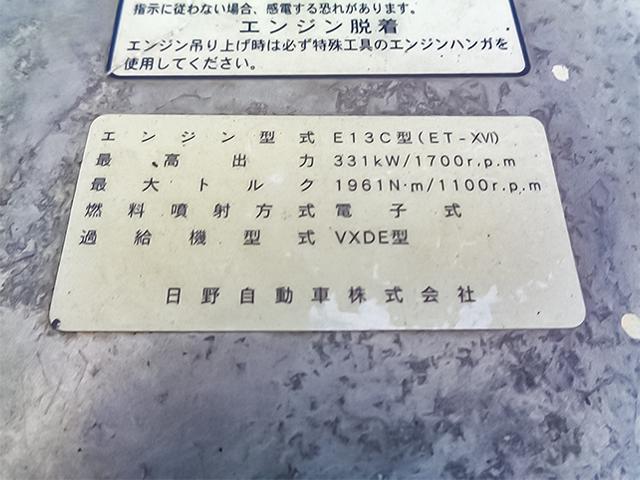 指示に従わない場合、感電する恐れがあります。
エンジン脱着
エンジン吊り上げ時は必ず特殊工具のエンジンハンガを
使用してください。
エンジン型式 E13C型(ET-XVI)
最高出力 331kW/1700r.p.m
最大トルク 1961N·m/1100r.p.m
燃料噴射方式 電子式
過給機型式 VXDE型
日野自動車株式会社